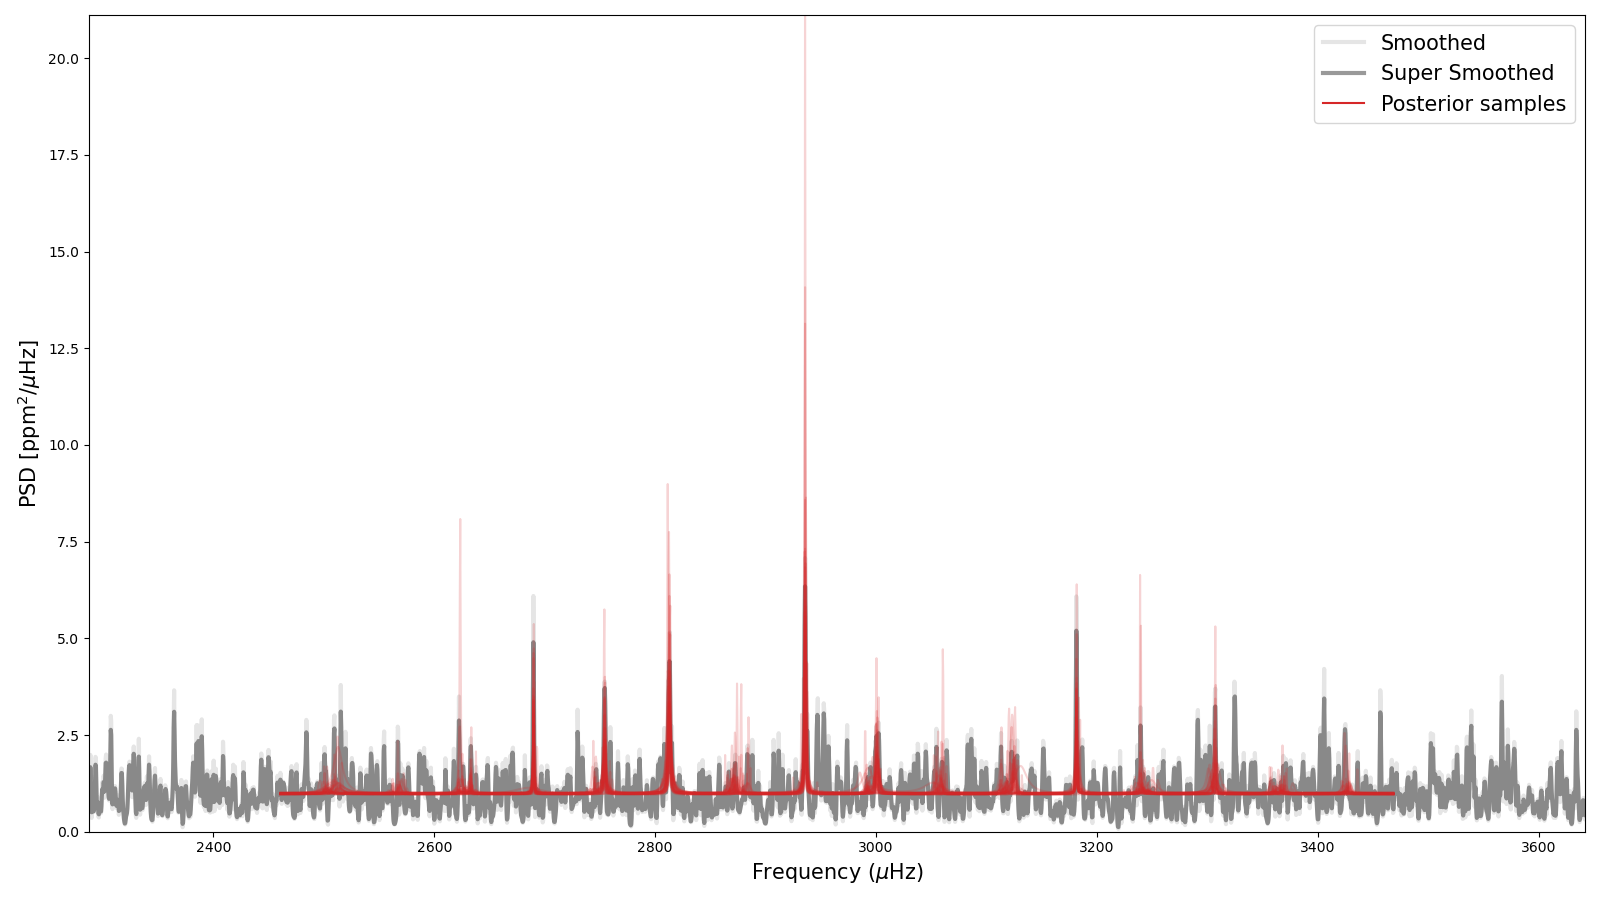 Smoothed
Super Smoothed
Posterior samples
PSD [ppm²/μHz]
20.0
17.5
15.0
12.5
10.0
7.5
5.0
2.5
0.0
2400 2600 2800 3000 3200 3400 3600
Frequency (μHz)